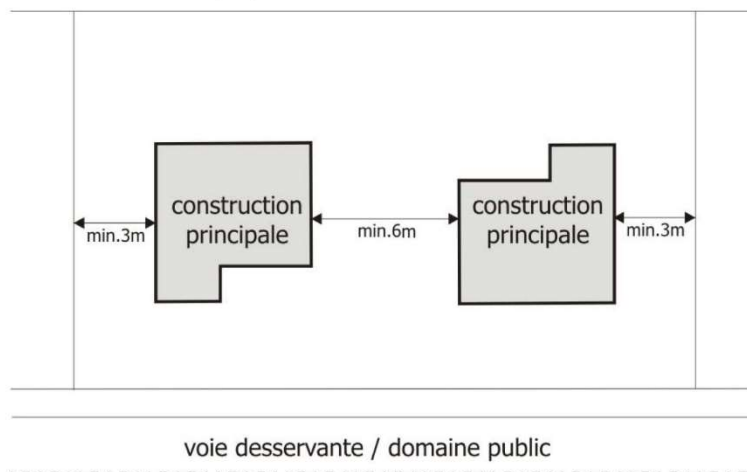 construction
principale
construction
principale
min.3m
min.6m
min.3m
voie desservante / domaine public